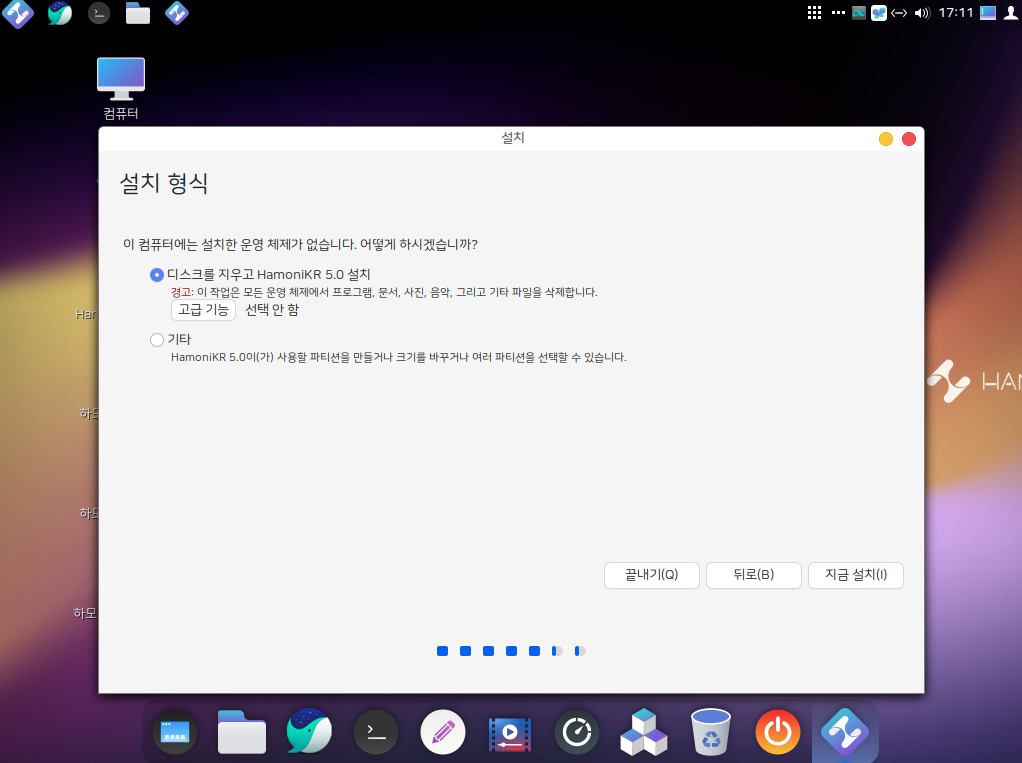 17:11
컴퓨터
설치
설치 형식
이 컴퓨터에는 설치한 운영 체제가 없습니다. 어떻게 하시겠습니까?
디스크를 지우고 HamoniKR 5.0 설치
경고: 이 작업은 모든 운영 체제에서 프로그램, 문서, 사진, 음악, 그리고 기타 파일을 삭제합니다.
고급 기능 선택 안 함
기타
HamoniKR 5.0이(가) 사용할 파티션을 만들거나 크기를 바꾸거나 여러 파티션을 선택할 수 있습니다.
하모
끝내기(Q) 뒤로(B) 지금 설치(I)